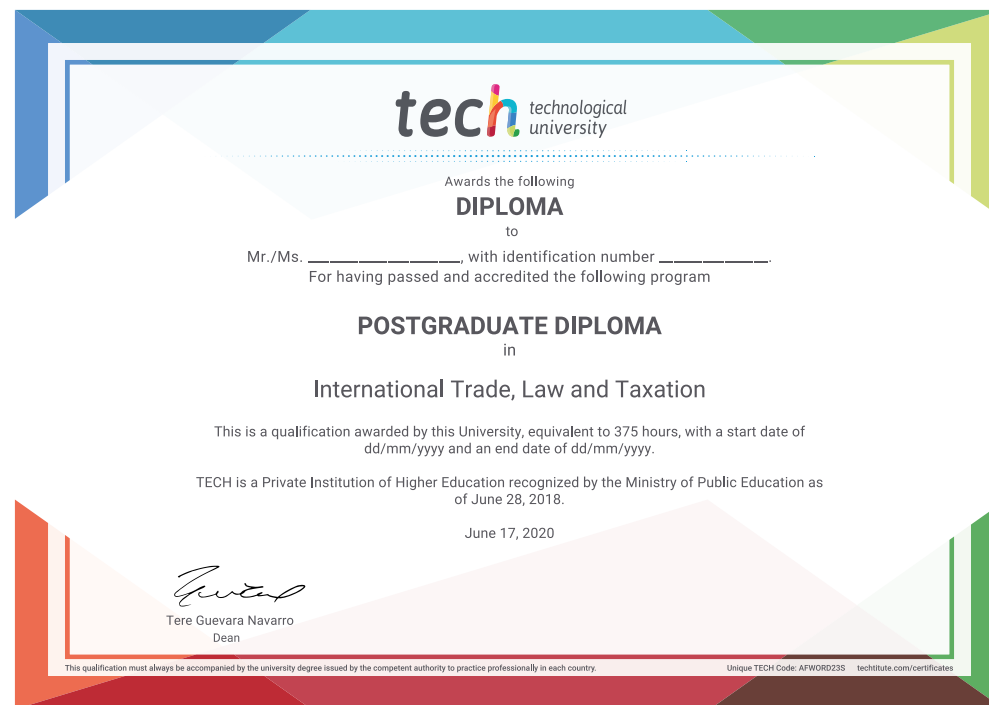 tech technological
university
Awards the following
DIPLOMA
to
Mr./Ms. _________________, with identification number ____________.
For having passed and accredited the following program
POSTGRADUATE DIPLOMA
in
International Trade, Law and Taxation
This is a qualification awarded by this University, equivalent to 375 hours, with a start date of
dd/mm/yyyy and an end date of dd/mm/yyyy.
TECH is a Private Institution of Higher Education recognized by the Ministry of Public Education as
of June 28, 2018.
June 17, 2020
Tere Guevara Navarro
Dean
This qualification must always be accompanied by the university degree issued by the competent authority to practice professionally in each country.
Unique TECH Code: AFWORD23S techtitute.com/certificates